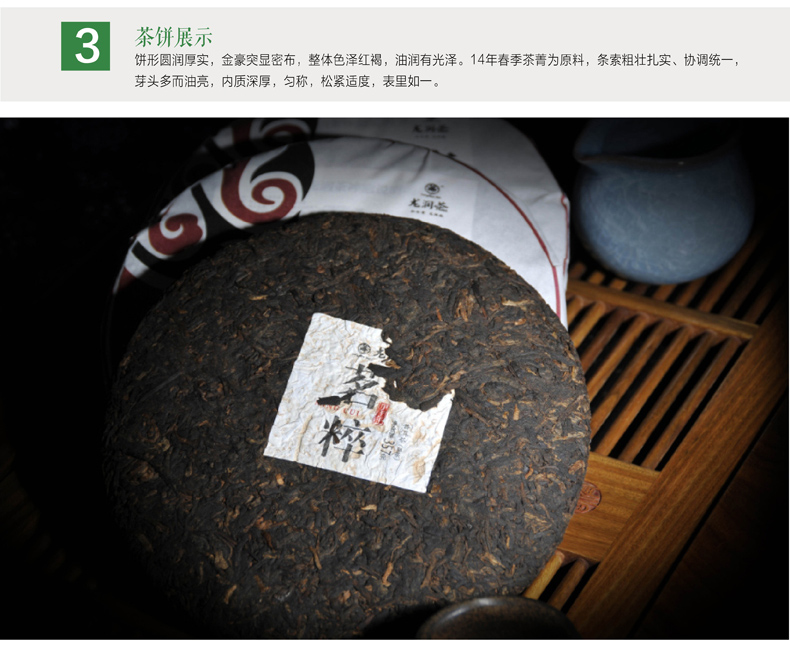 3
茶饼展示
饼形圆润厚实，金豪突显密布，整体色泽红褐，油润有光泽。14年春季茶菁为原料，条索粗壮扎实、协调统一，
芽头多而油亮，内质深厚，匀称，松紧适度，表里如一。
龙润茶
龙润茶
茗
粹